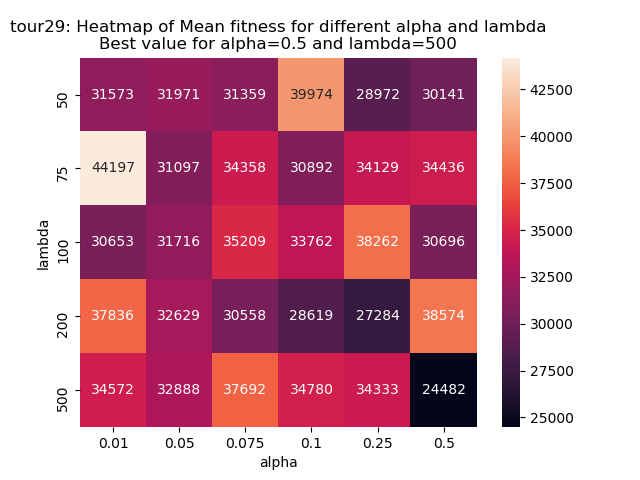 tour29: Heatmap of Mean fitness for different alpha and lambda
Best value for alpha=0.5 and lambda=500
lambda
50 31573 31971 31359 39974 28972 30141
75 44197 31097 34358 30892 34129 34436
100 30653 31716 35209 33762 38262 30696
200 37836 32629 30558 28619 27284 38574
500 34572 32888 37692 34780 34333 24482
0.01 0.05 0.075 0.1 0.25 0.5
alpha
42500
40000
37500
35000
32500
30000
27500
25000